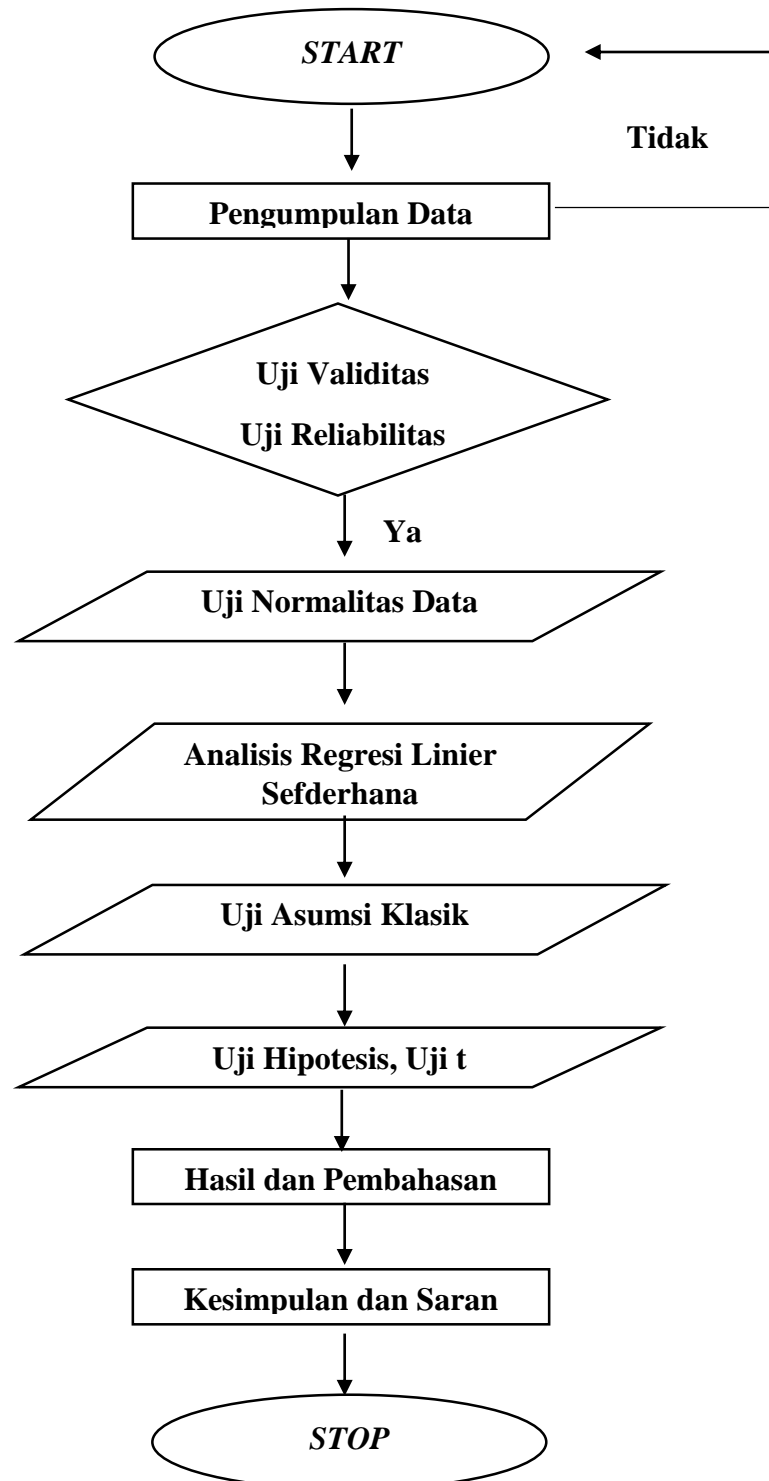 START
Tidak
Pengumpulan Data
Uji Validitas
Uji Reliabilitas
Ya
Uji Normalitas Data
Analisis Regresi Linier
Sefderhana
Uji Asumsi Klasik
Uji Hipotesis, Uji t
Hasil dan Pembahasan
Kesimpulan dan Saran
STOP